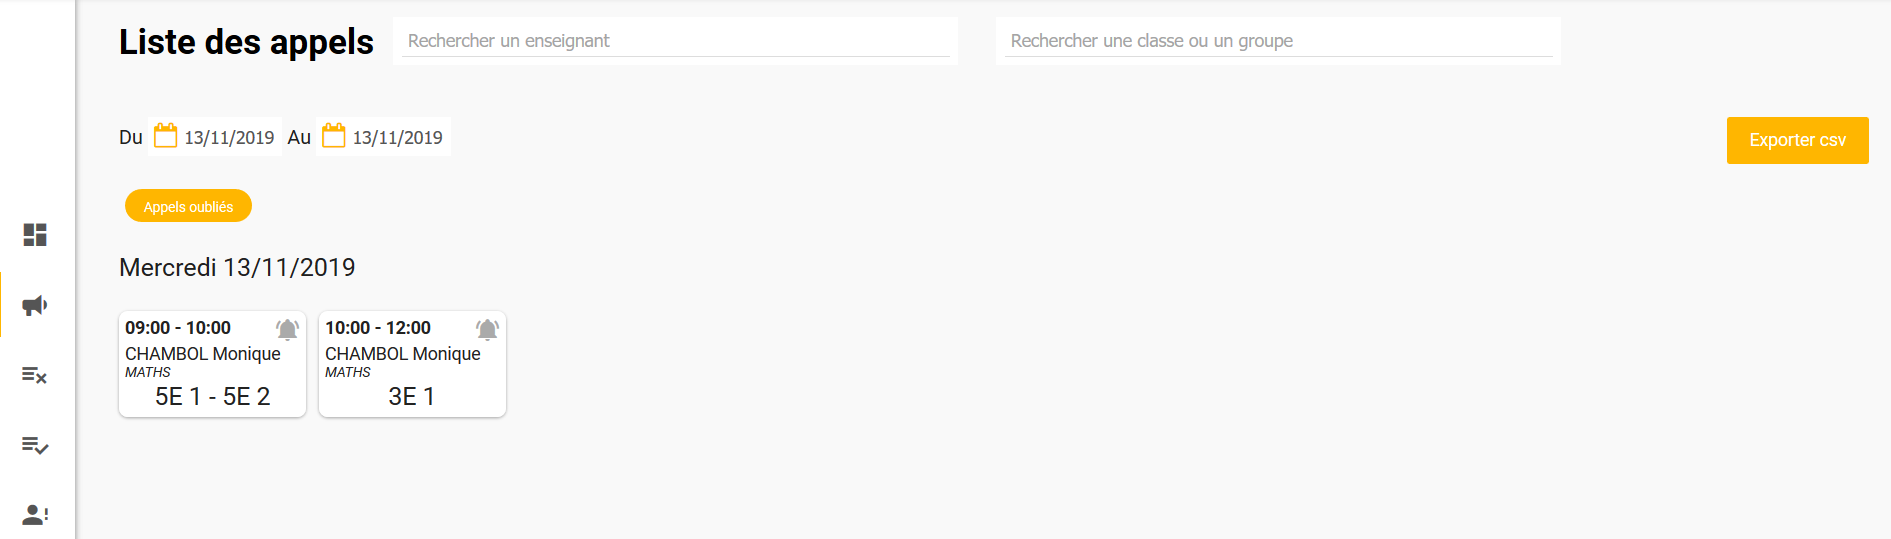 Liste des appels
Rechercher un enseignant
Rechercher une classe ou un groupe
Du 13/11/2019 Au 13/11/2019
Exporter csv
Appels oubliés
Mercredi 13/11/2019
09:00 - 10:00
CHAMBOL Monique
MATHS
5E 1 - 5E 2
10:00 - 12:00
CHAMBOL Monique
MATHS
3E 1